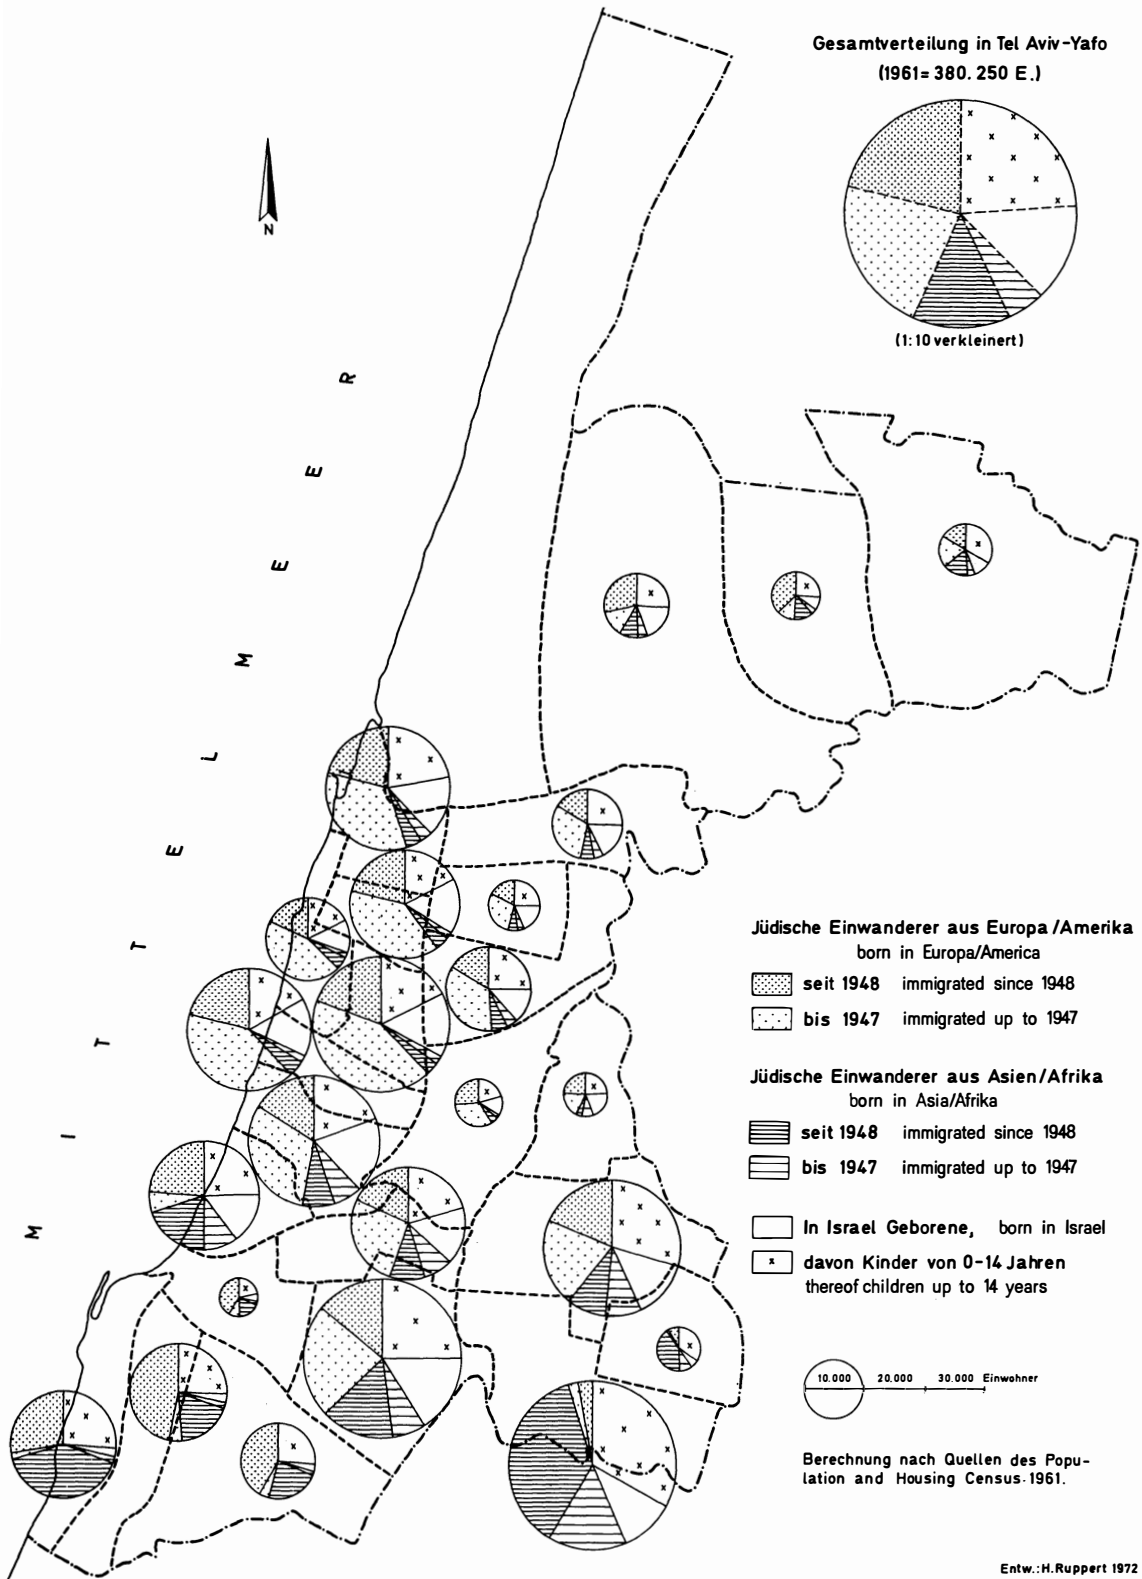 Gesamtverteilung in Tel Aviv-Yafo
(1961=380.250 E.)
(1:10 verkleinert)
N
MITTELMEER
Jüdische Einwanderer aus Europa/Amerika
born in Europa/America
seit 1948 immigrated since 1948
bis 1947 immigrated up to 1947
Jüdische Einwanderer aus Asien/Afrika
born in Asia/Afrika
seit 1948 immigrated since 1948
bis 1947 immigrated up to 1947
In Israel Geborene, born in Israel
x davon Kinder von 0-14 Jahren
thereof children up to 14 years
10.000 20.000 30.000 Einwohner
Berechnung nach Quellen des Popu-
lation and Housing Census 1961.
Entw.: H.Ruppert 1972